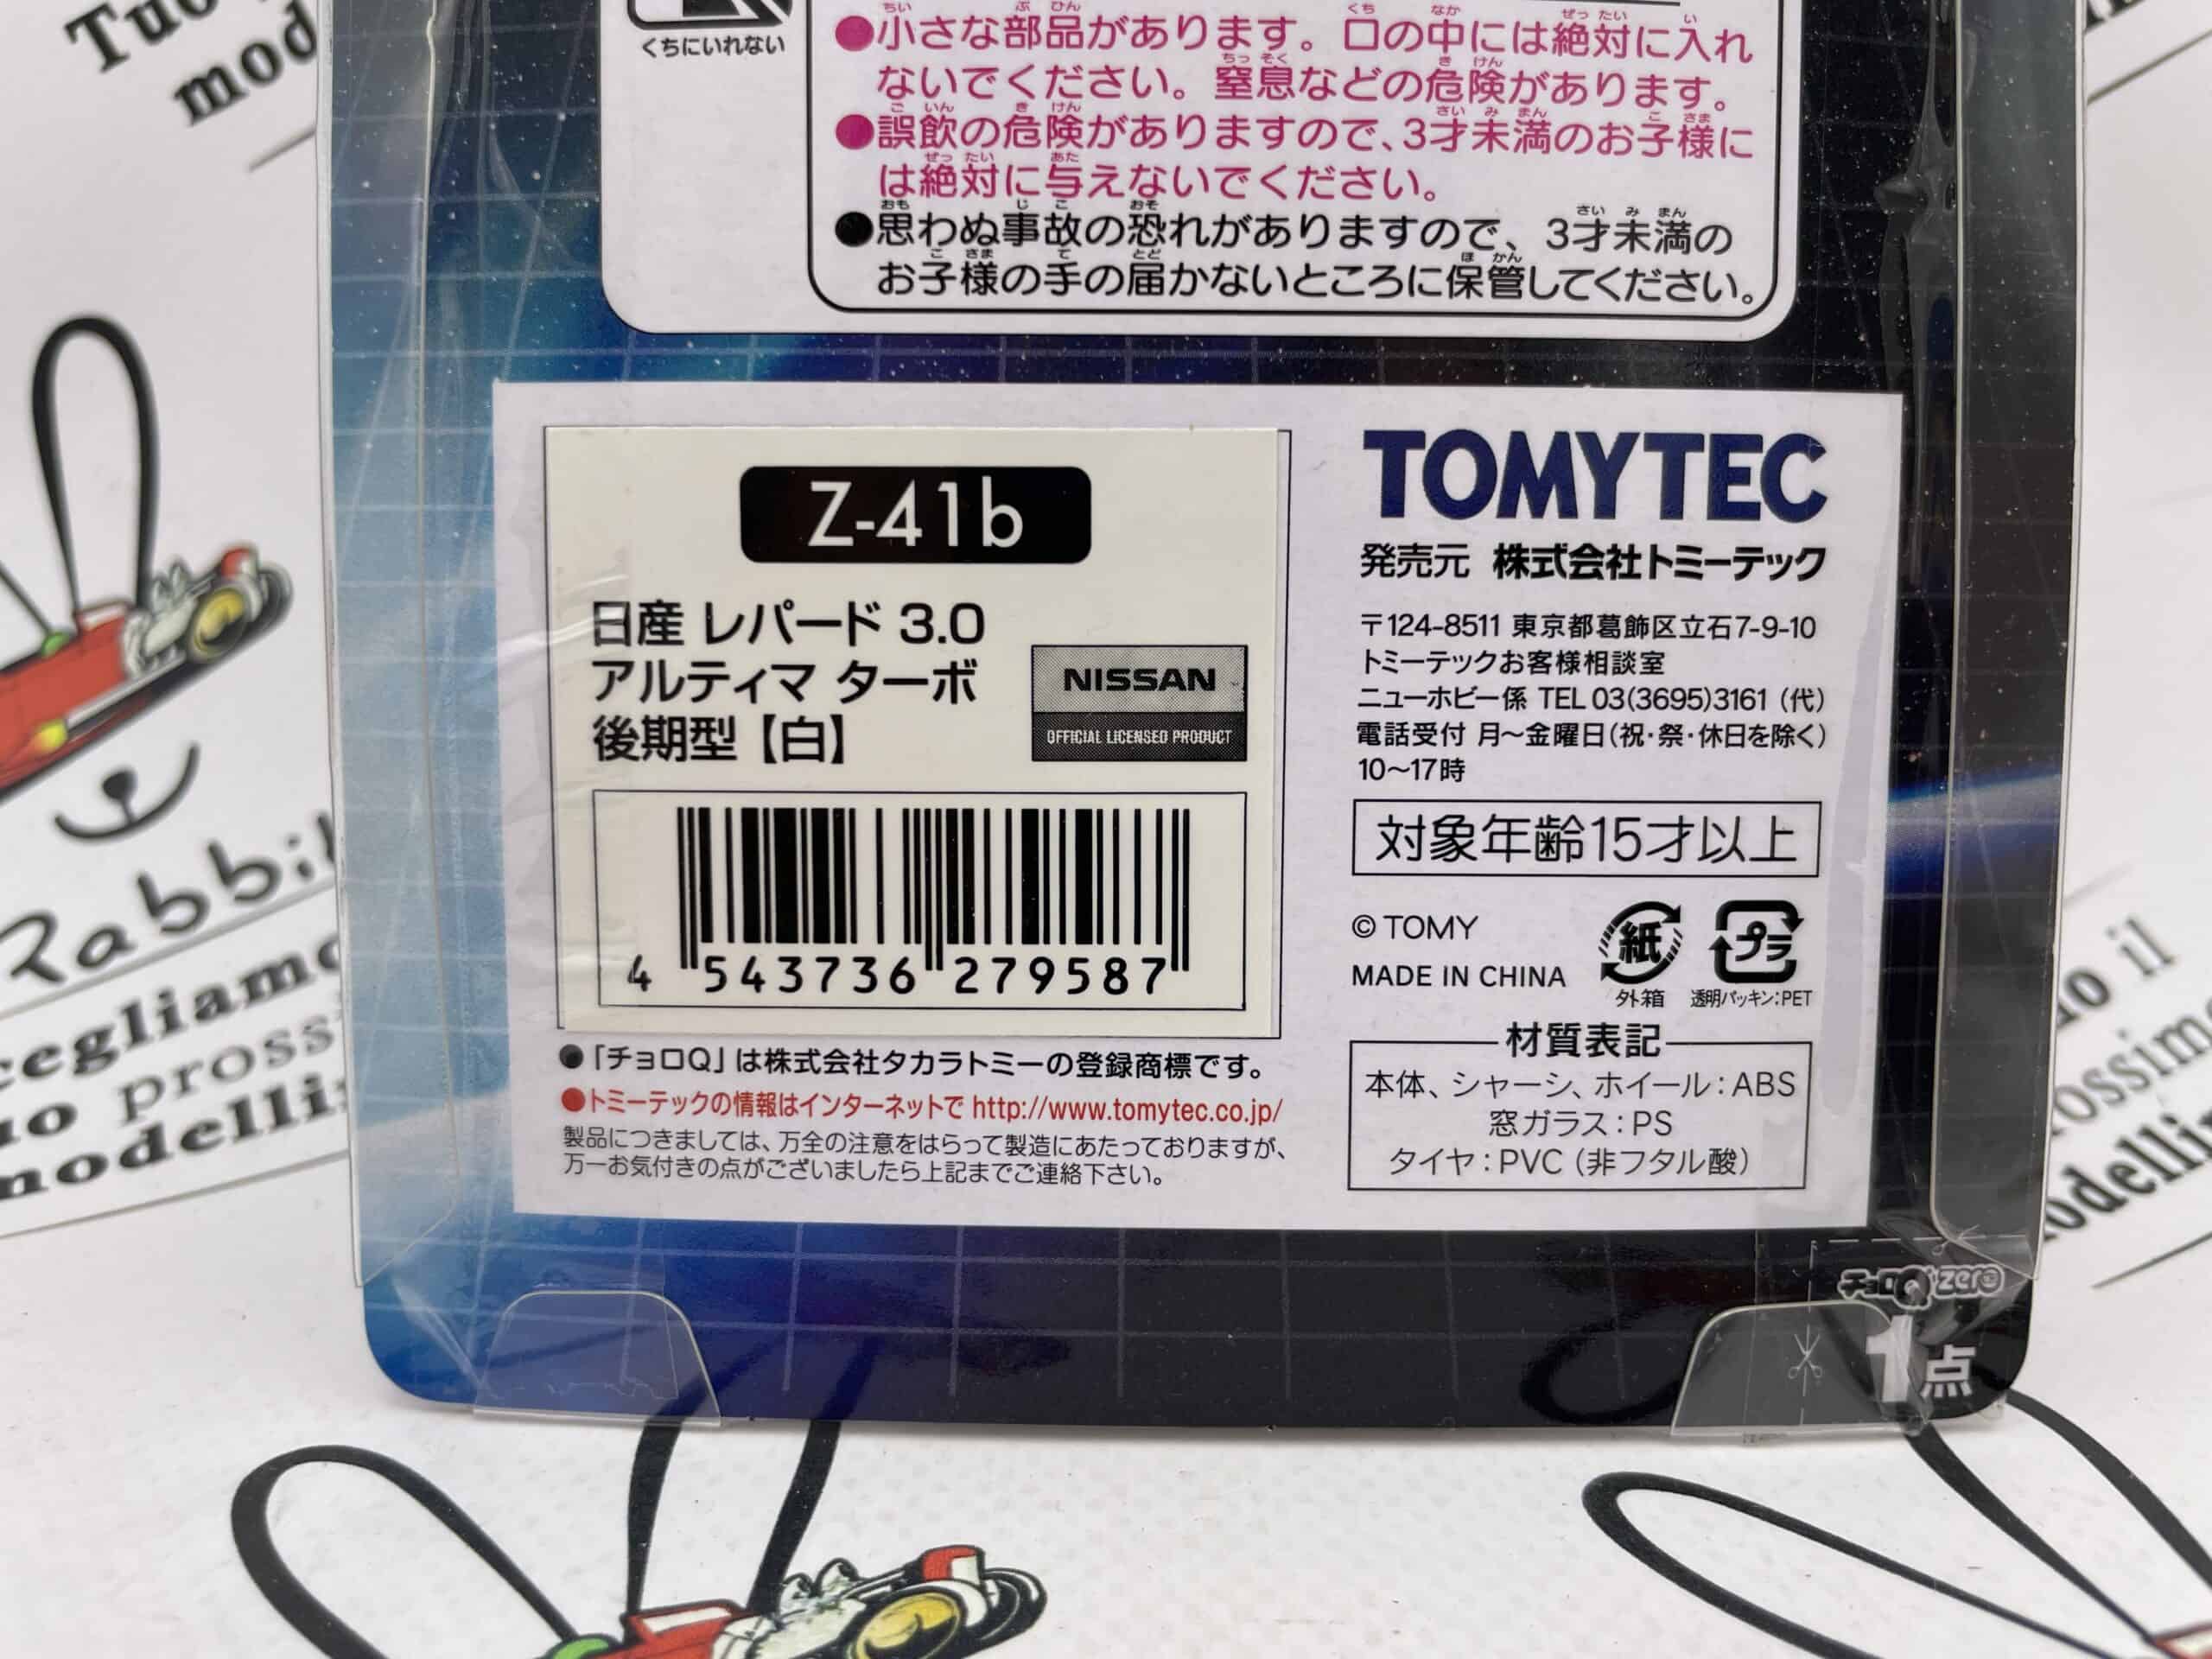 くちにいれない
●小さな部品があります。口の中には絶対に入れ
ないでください。窒息などの危険があります。
●誤飲の危険がありますので、3才未満のお子様に
は絶対に与えないでください。
●思わぬ事故の恐れがありますので、3才未満の
お子様の手の届かないところに保管してください。
Z-41b
日産 レパード 3.0
アルティマ ターボ
後期型【白】
NISSAN
OFFICIAL LICENSED PRODUCT
4 543736 279587
●「チョロQ」は株式会社タカラトミーの登録商標です。
●トミーテックの情報はインターネットで http://www.tomytec.co.jp/
製品につきましては、万全の注意をはらって製造にあたっておりますが、
万一お気付きの点がございましたら上記までご連絡下さい。
TOMYTEC
発売元 株式会社トミーテック
〒124-8511 東京都葛飾区立石7-9-10
トミーテックお客様相談室
ニューホビー係 TEL 03(3695)3161 (代)
電話受付 月〜金曜日(祝・祭・休日を除く)
10〜17時
対象年齢15才以上
© TOMY
MADE IN CHINA
紙
外箱
プラ
透明パッキン:PET
材質表記
本体、シャーシ、ホイール:ABS
窓ガラス:PS
タイヤ:PVC (非フタル酸)
チョロQ zero
1点
Rabbit
modelli